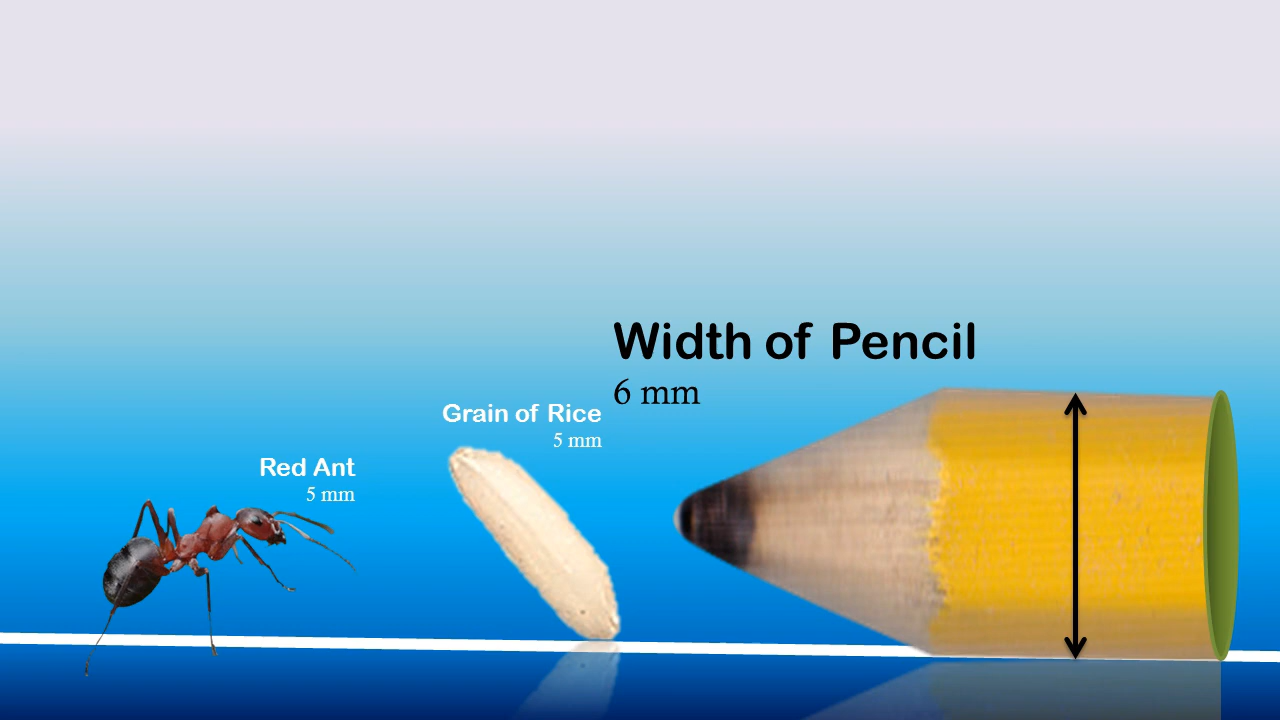 Width of Pencil
6 mm
Grain of Rice
5 mm
Red Ant
5 mm